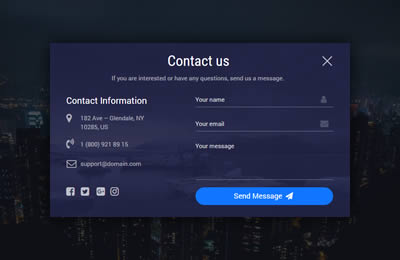 Contact us
If you are interested or have any questions, send us a message.
Contact Information
182 Ave – Glendale, NY
10285, US
1 (800) 921 89 15
support@domain.com
Your name
Your email
Your message
Send Message